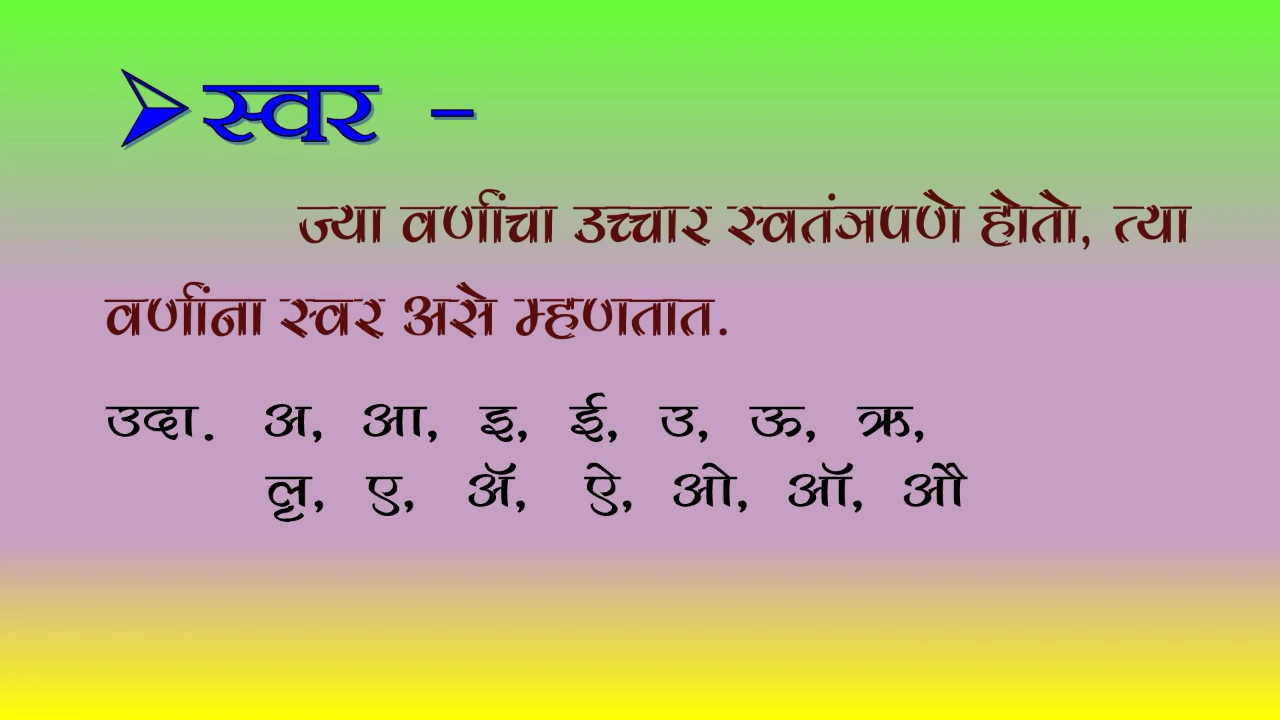 स्वर -
ज्या वर्णांचा उच्चार स्वतंत्रपणे होतो, त्या
वर्णांना स्वर असे म्हणतात.
उदा. अ, आ, इ, ई, उ, ऊ, ऋ,
लृ, ए, ॲ, ऐ, ओ, ऑ, औ